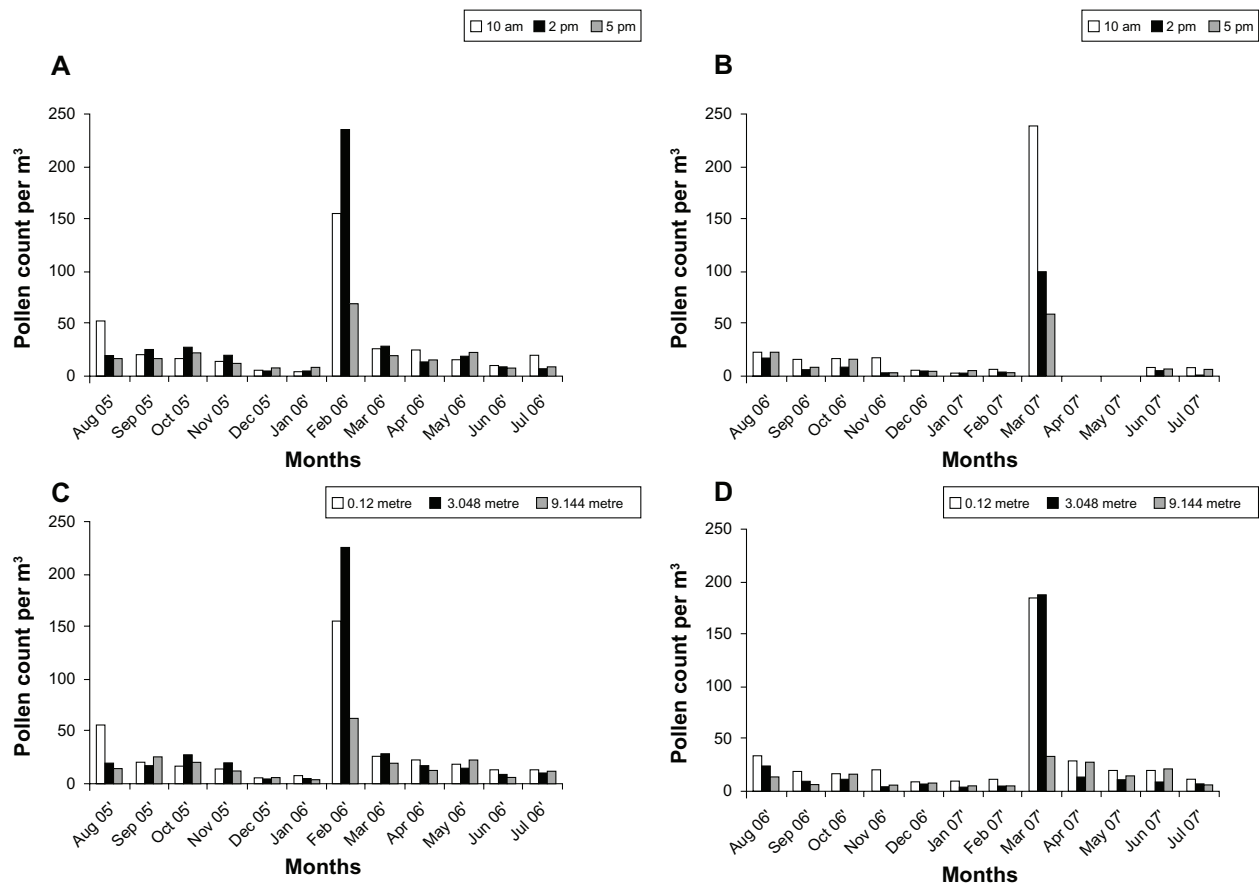 10 am 2 pm 5 pm
A
Pollen count per m³
250
200
150
100
50
0
Aug 05' Sep 05' Oct 05' Nov 05' Dec 05' Jan 06' Feb 06' Mar 06' Apr 06' May 06' Jun 06' Jul 06'
Months
10 am 2 pm 5 pm
B
Pollen count per m³
250
200
150
100
50
0
Aug 06' Sep 06' Oct 06' Nov 06' Dec 06' Jan 07' Feb 07' Mar 07' Apr 07' May 07' Jun 07' Jul 07'
Months
C
0.12 metre 3.048 metre 9.144 metre
Pollen count per m³
250
200
150
100
50
0
Aug 05' Sep 05' Oct 05' Nov 05' Dec 05' Jan 06' Feb 06' Mar 06' Apr 06' May 06' Jun 06' Jul 06'
Months
D
0.12 metre 3.048 metre 9.144 metre
Pollen count per m³
250
200
150
100
50
0
Aug 06' Sep 06' Oct 06' Nov 06' Dec 06' Jan 07' Feb 07' Mar 07' Apr 07' May 07' Jun 07' Jul 07'
Months